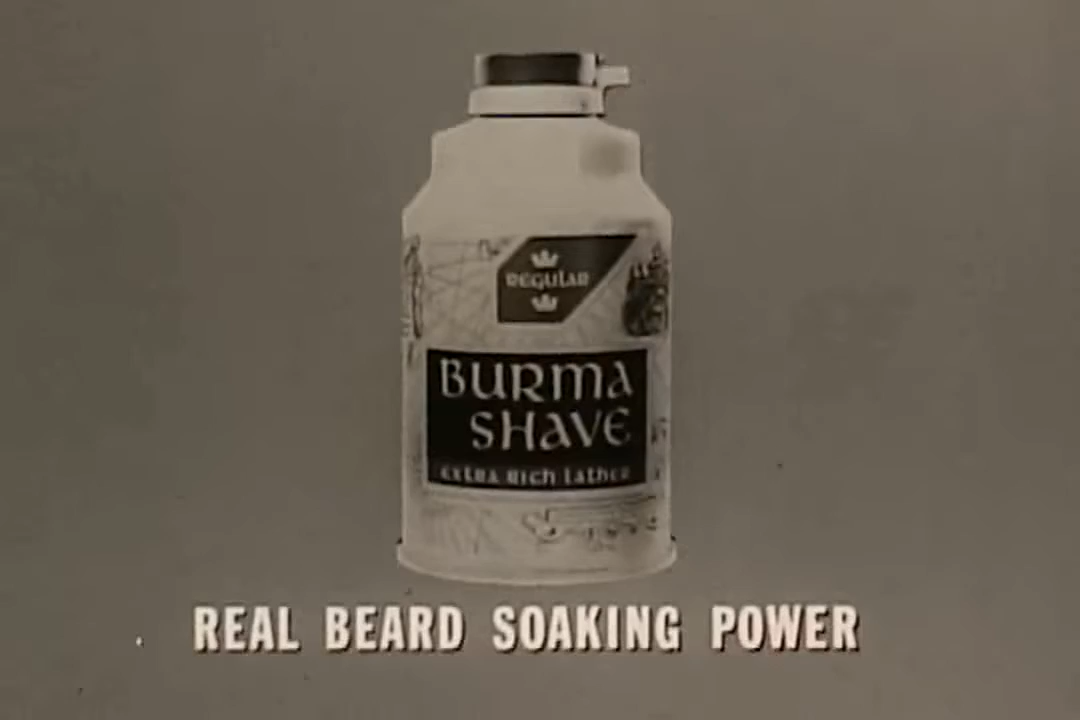 REGULAR
BURMA
SHAVE
EXTRA RICH LATHER
REAL BEARD SOAKING POWER